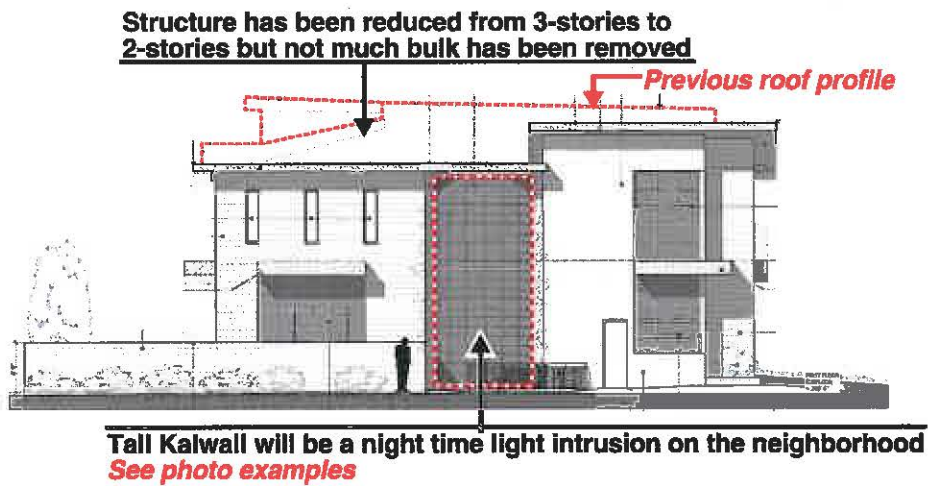 Structure has been reduced from 3-stories to
2-stories but not much bulk has been removed
Previous roof profile
Tall Kalwall will be a night time light intrusion on the neighborhood
See photo examples